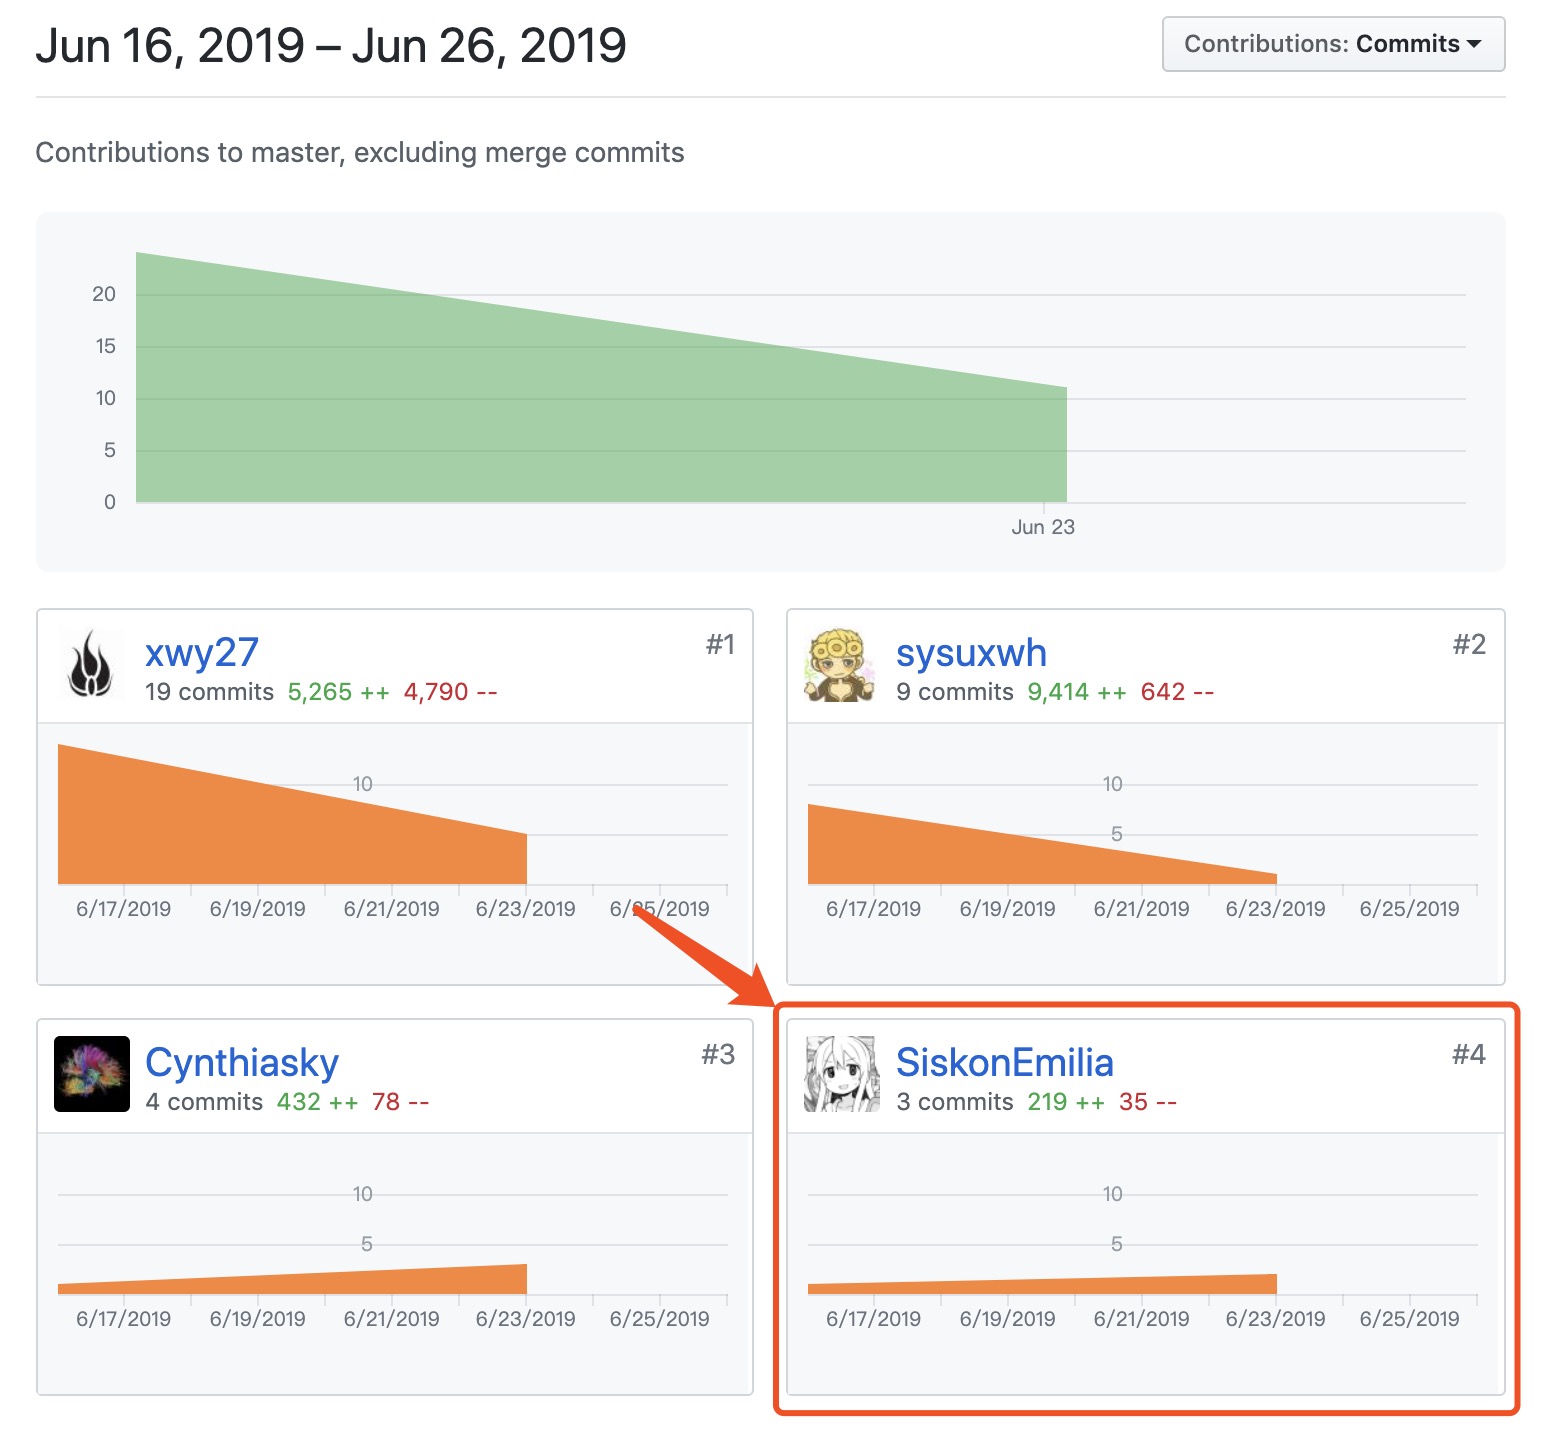 Jun 16, 2019 – Jun 26, 2019
Contributions: Commits
Contributions to master, excluding merge commits
20
15
10
5
0
Jun 23
xwy27
#1
19 commits 5,265 ++ 4,790 --
10
6/17/2019 6/19/2019 6/21/2019 6/23/2019 6/25/2019
sysuxwh
#2
9 commits 9,414 ++ 642 --
10
5
6/17/2019 6/19/2019 6/21/2019 6/23/2019 6/25/2019
Cynthiasky
#3
4 commits 432 ++ 78 --
10
5
6/17/2019 6/19/2019 6/21/2019 6/23/2019 6/25/2019
SiskonEmilia
#4
3 commits 219 ++ 35 --
10
5
6/17/2019 6/19/2019 6/21/2019 6/23/2019 6/25/2019